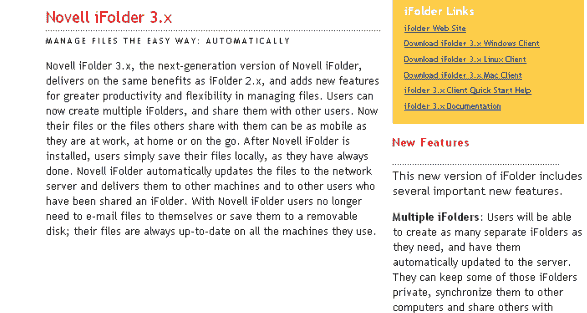 Novell iFolder 3.x
MANAGE FILES THE EASY WAY: AUTOMATICALLY
Novell iFolder 3.x, the next-generation version of Novell iFolder,
delivers on the same benefits as iFolder 2.x, and adds new features
for greater productivity and flexibility in managing files. Users can
now create multiple iFolders, and share them with other users. Now
their files or the files others share with them can be as mobile as
they are at work, at home or on the go. After Novell iFolder is
installed, users simply save their files locally, as they have always
done. Novell iFolder automatically updates the files to the network
server and delivers them to other machines and to other users who
have been shared an iFolder. With Novell iFolder users no longer
need to e-mail files to themselves or save them to a removable
disk; their files are always up-to-date on all the machines they use.
iFolder Links
iFolder Web Site
Download iFolder 3.x Windows Client
Download iFolder 3.x Linux Client
Download iFolder 3.x Mac Client
iFolder 3.x Client Quick Start Help
iFolder 3.x Documentation
New Features
This new version of iFolder includes
several important new features.
Multiple iFolders: Users will be able
to create as many separate iFolders as
they need, and have them
automatically updated to the server.
They can keep some of those iFolders
private, synchronize them to other
computers and share others with